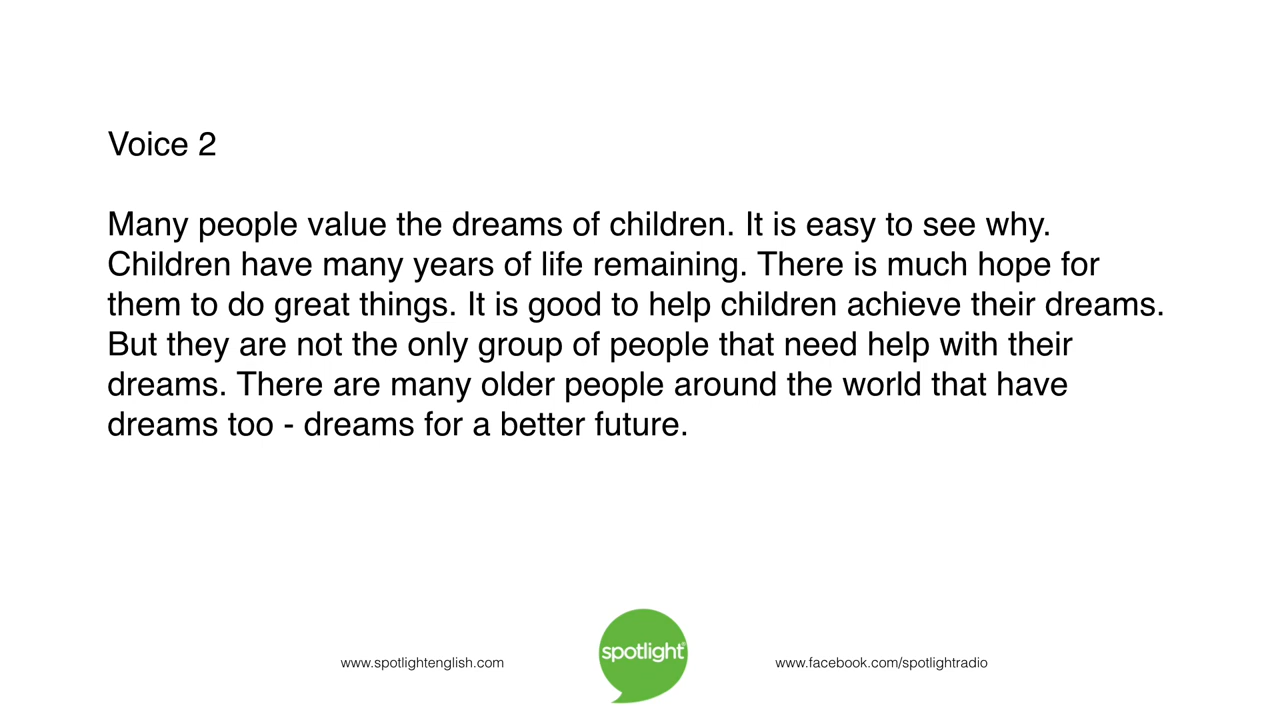 Voice 2
Many people value the dreams of children. It is easy to see why.
Children have many years of life remaining. There is much hope for
them to do great things. It is good to help children achieve their dreams.
But they are not the only group of people that need help with their
dreams. There are many older people around the world that have
dreams too - dreams for a better future.
www.spotlightenglish.com
spotlight®
www.facebook.com/spotlightradio